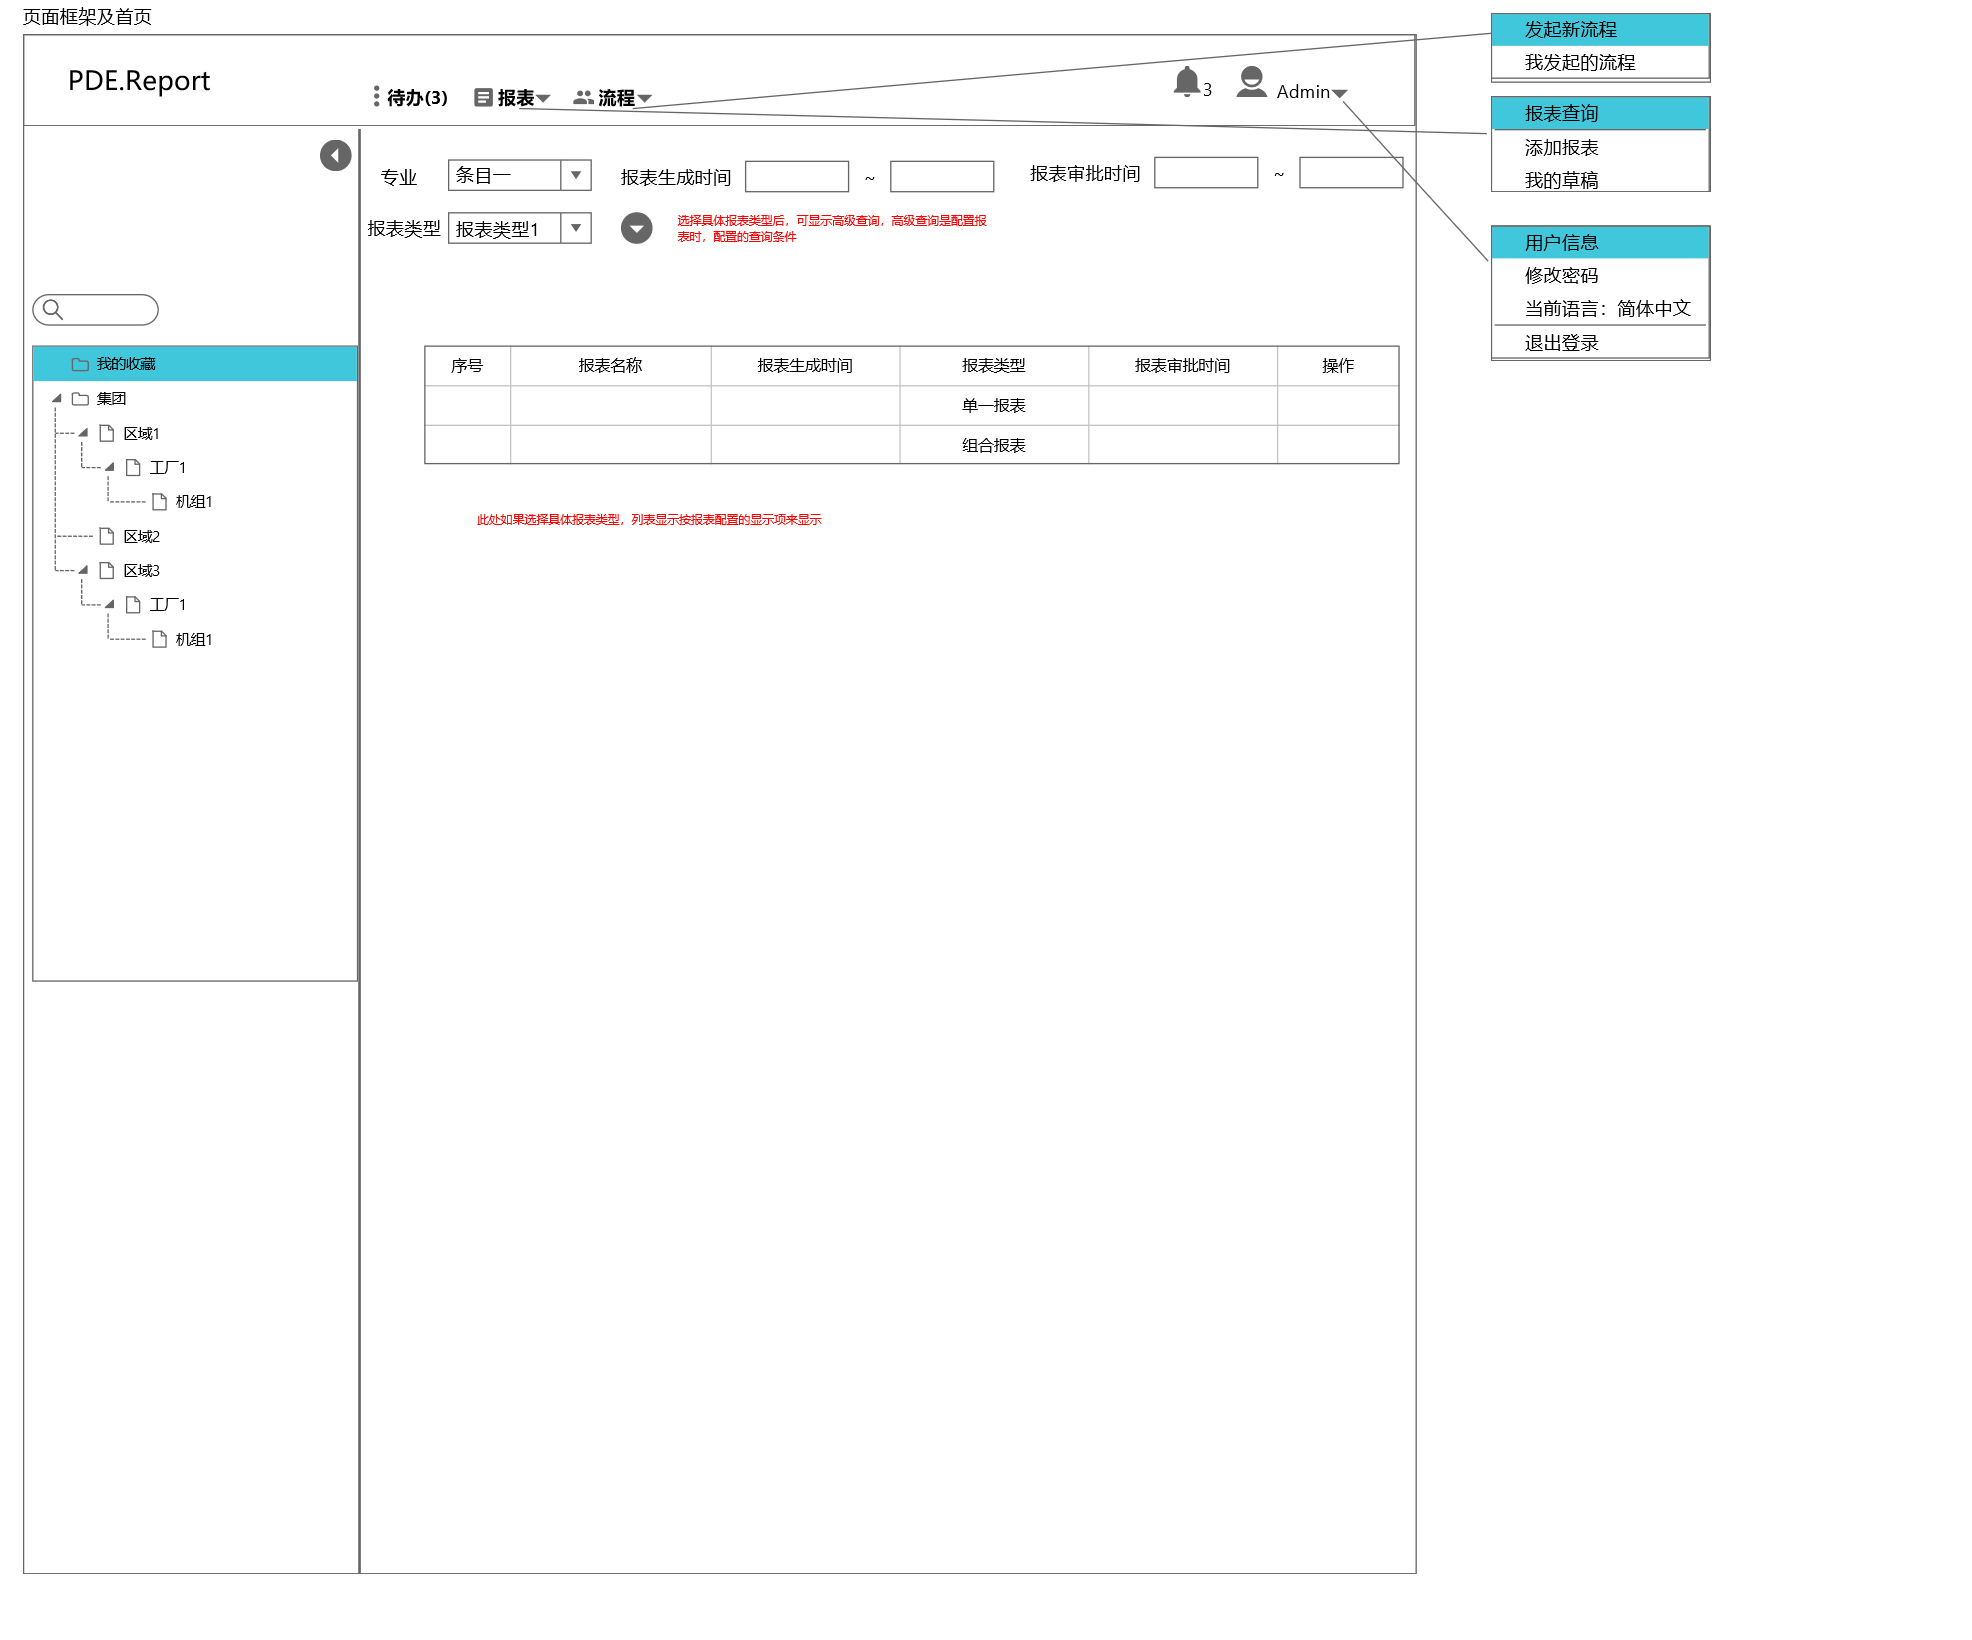 页面框架及首页
PDE.Report
待办(3)
报表
流程
3
Admin
发起新流程
我发起的流程
报表查询
添加报表
我的草稿
用户信息
修改密码
当前语言：简体中文
退出登录
专业
条目一
报表生成时间
~
报表审批时间
~
报表类型
报表类型1
选择具体报表类型后，可显示高级查询，高级查询是配置报
表时，配置的查询条件
我的收藏
集团
区域1
工厂1
机组1
区域2
区域3
工厂1
机组1
序号 报表名称 报表生成时间 报表类型 报表审批时间 操作
单一报表
组合报表
此处如果选择具体报表类型，列表显示按报表配置的显示项来显示